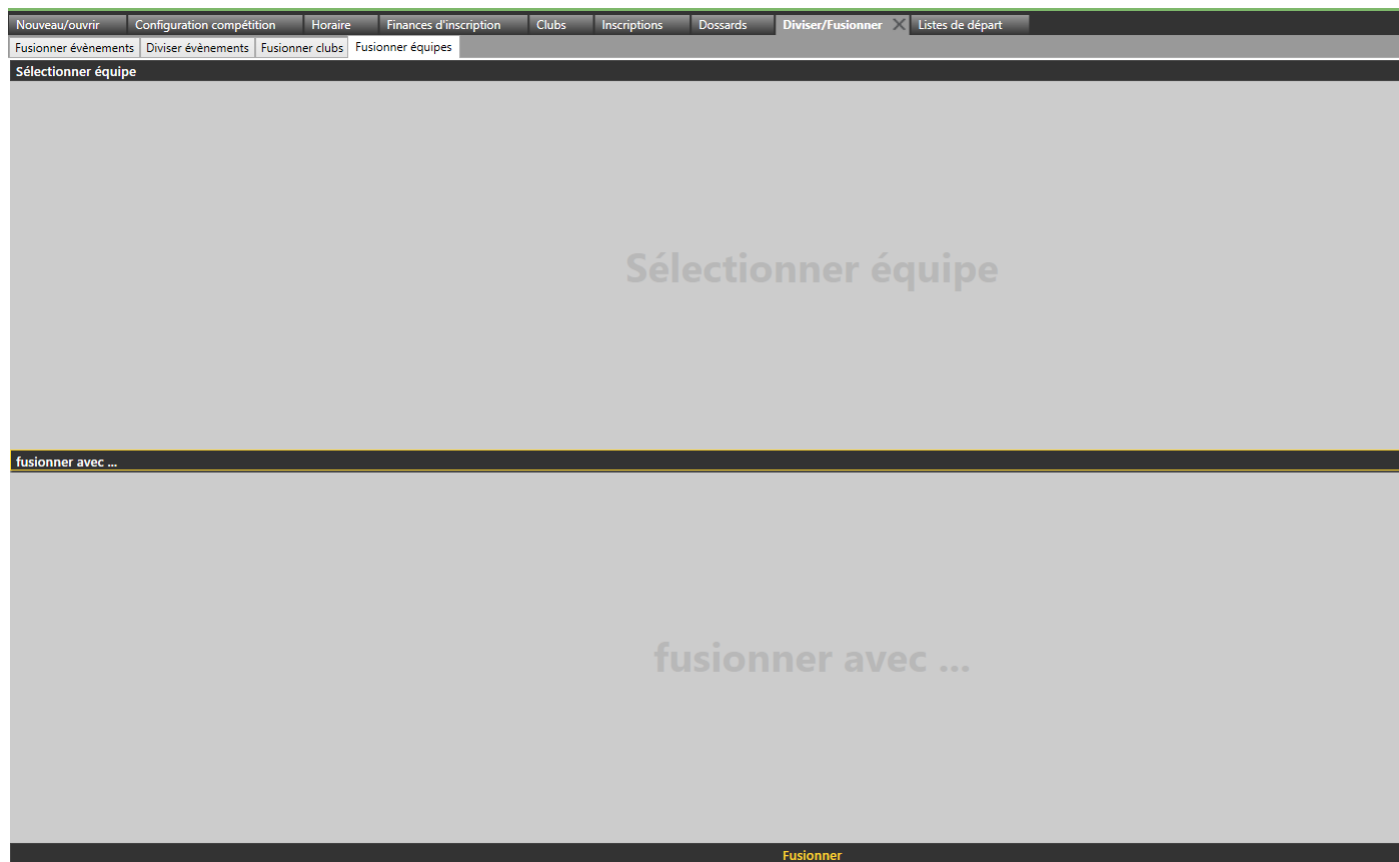 Nouveau/ouvrir Configuration compétition Horaire Finances d'inscription Clubs Inscriptions Dossards Diviser/Fusionner Listes de départ
Fusionner évènements Diviser évènements Fusionner clubs Fusionner équipes
Sélectionner équipe
Sélectionner équipe
fusionner avec ...
fusionner avec ...
Fusionner